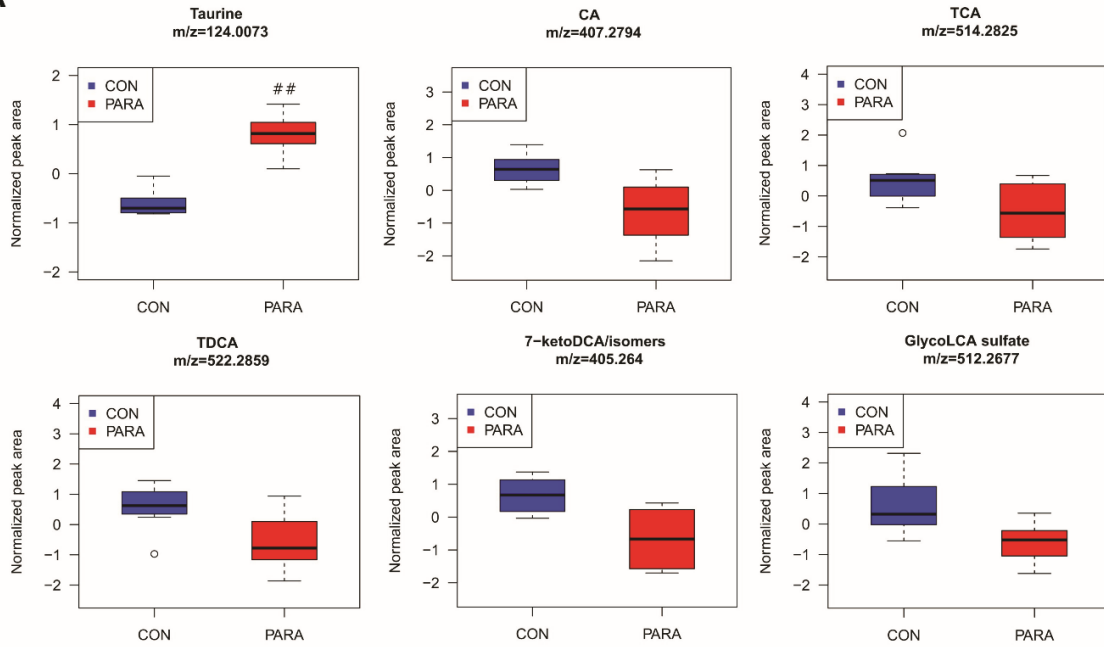 Taurine
m/z=124.0073
CON
PARA
##
Normalized peak area
2
1
0
−1
−2
CON
PARA
CA
m/z=407.2794
CON
PARA
Normalized peak area
3
2
1
0
−1
−2
CON
PARA
TCA
m/z=514.2825
CON
PARA
Normalized peak area
4
3
2
1
0
−1
−2
CON
PARA
TDCA
m/z=522.2859
CON
PARA
Normalized peak area
4
3
2
1
0
−1
−2
CON
PARA
7−ketoDCA/isomers
m/z=405.264
CON
PARA
Normalized peak area
3
2
1
0
−1
−2
CON
PARA
GlycoLCA sulfate
m/z=512.2677
CON
PARA
Normalized peak area
4
3
2
1
0
−1
−2
CON
PARA